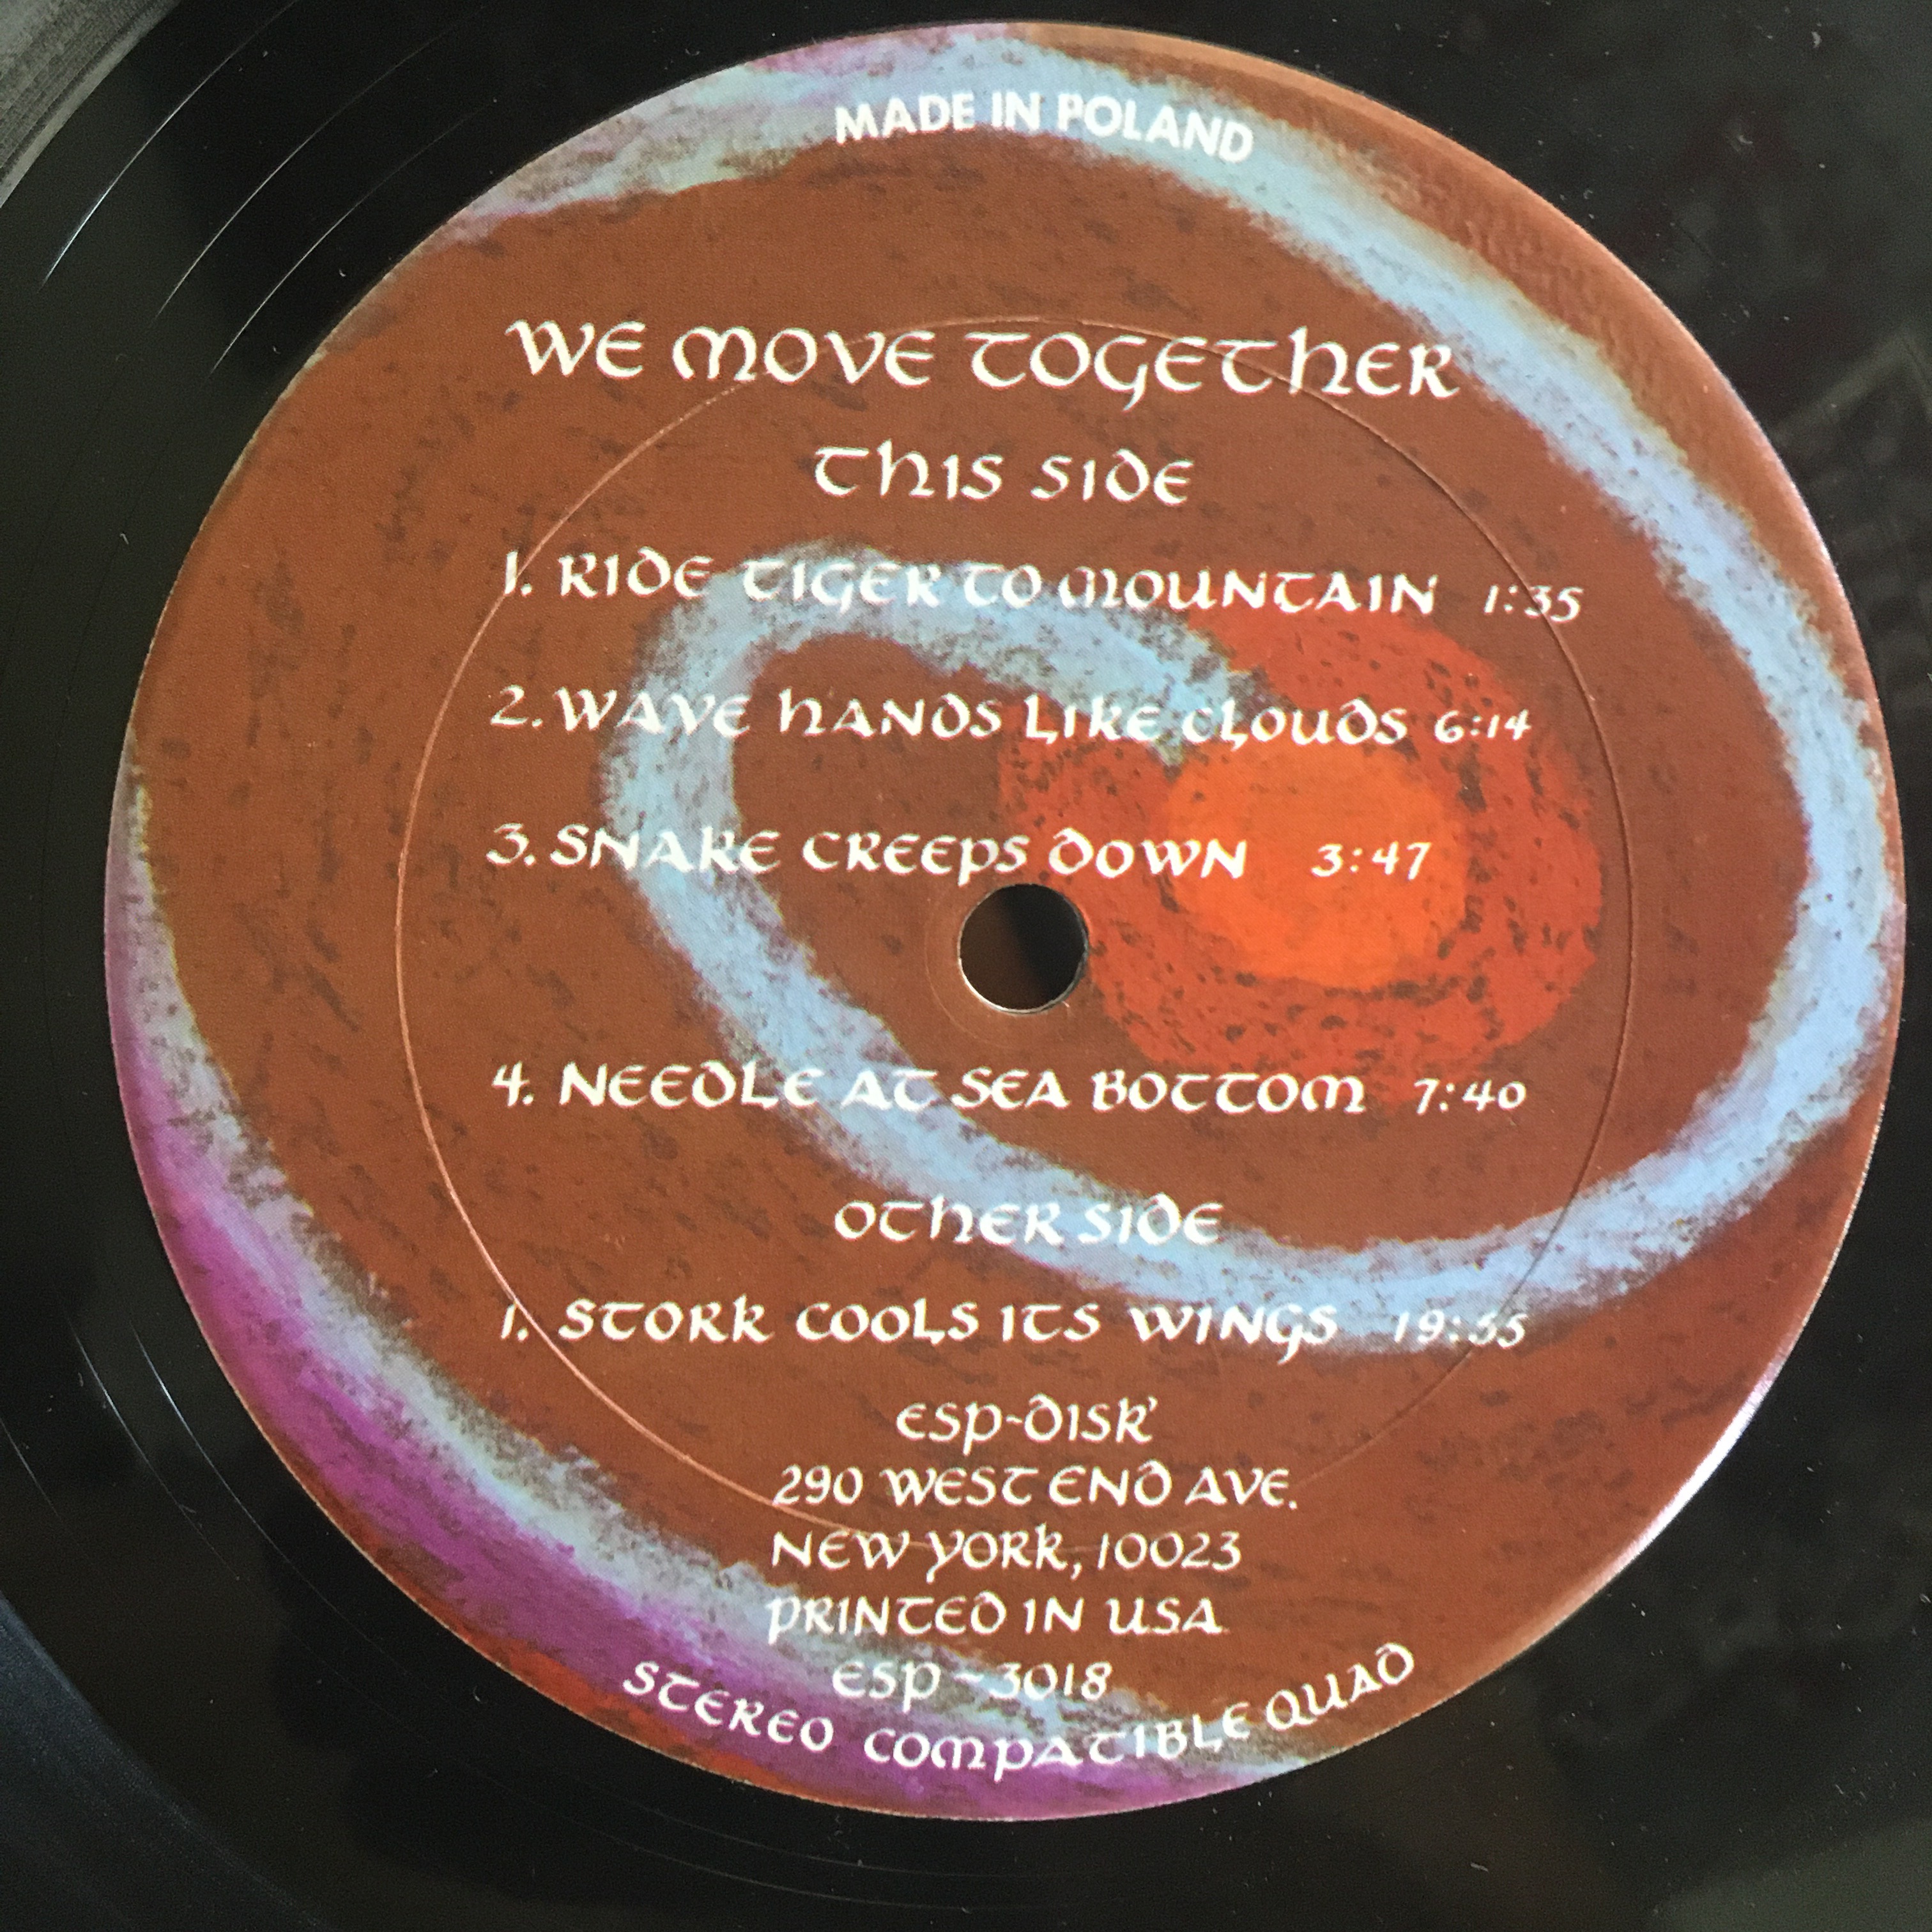 MADE IN POLAND
WE MOVE TOGETHER
THIS SIDE
1. RIDE TIGER TO MOUNTAIN 1:35
2. WAVE HANDS LIKE CLOUDS 6:14
3. SNAKE CREEPS DOWN 3:47
4. NEEDLE AT SEA BOTTOM 7:40
OTHER SIDE
1. STORK COOLS ITS WINGS 19:55
ESP-DISK'
290 WEST END AVE.
NEW YORK, 10023
PRINTED IN USA
ESP-3018
STEREO COMPATIBLE QUAD